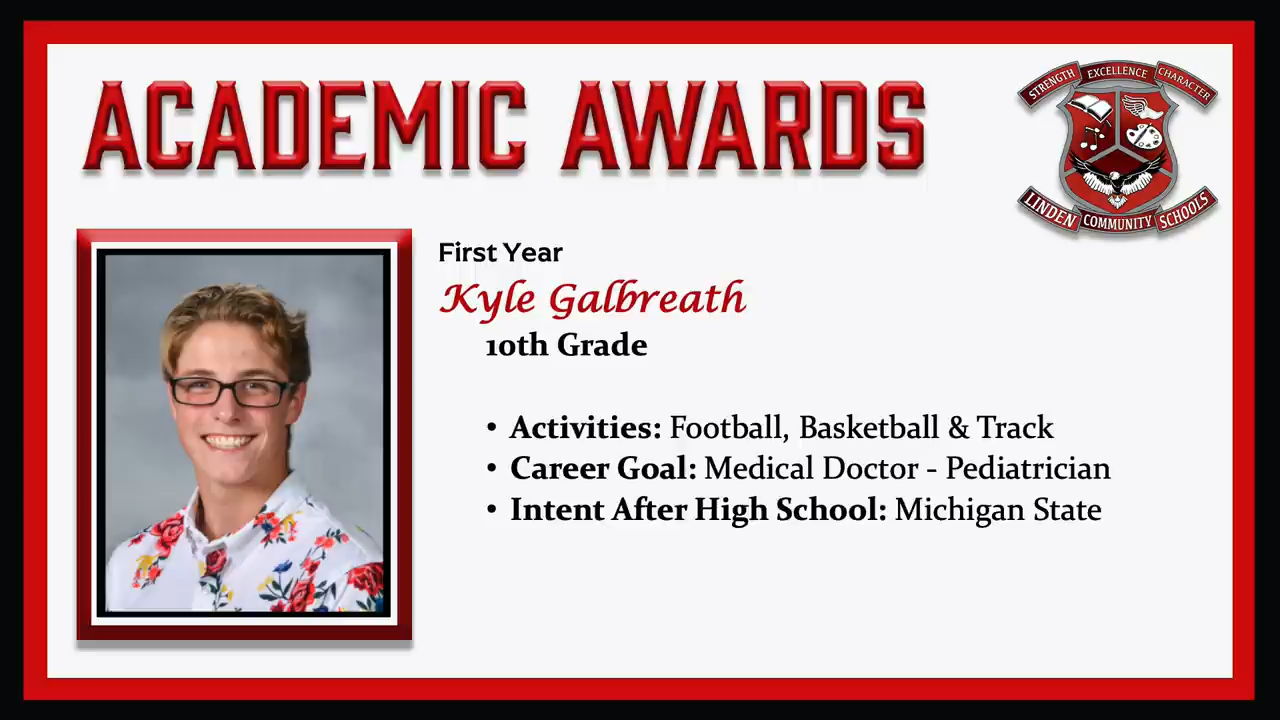 ACADEMIC AWARDS
STRENGTH EXCELLENCE CHARACTER
LINDEN COMMUNITY SCHOOLS
First Year
Kyle Galbreath
10th Grade
• Activities: Football, Basketball & Track
• Career Goal: Medical Doctor - Pediatrician
• Intent After High School: Michigan State